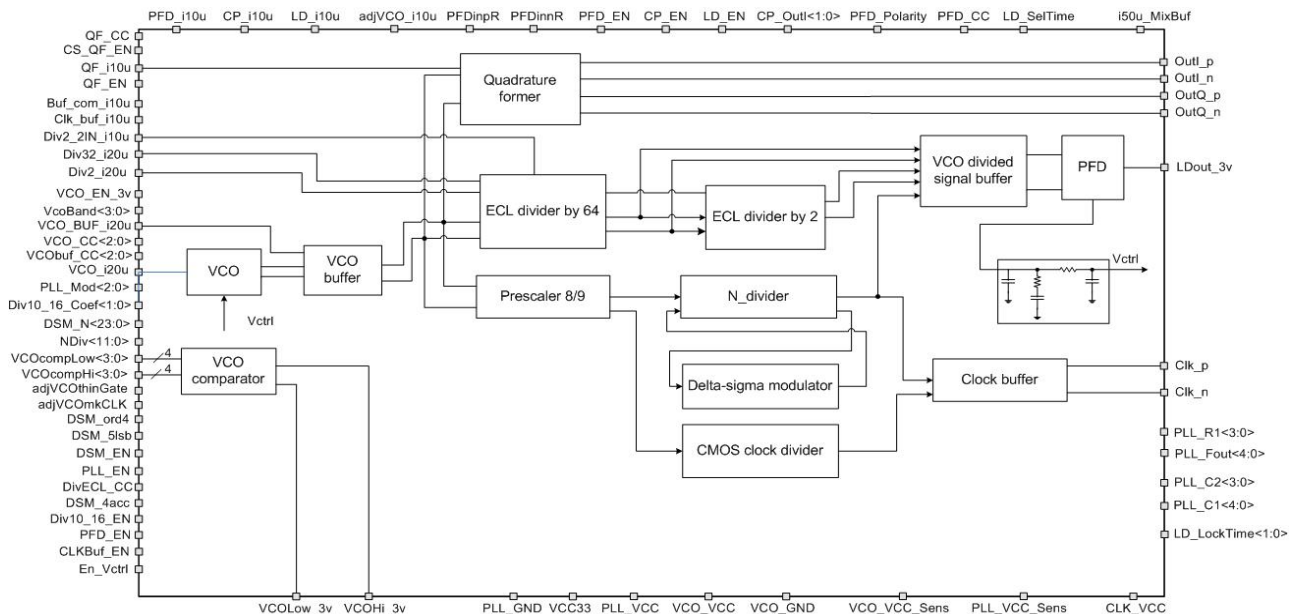 PFD_i10u
CP_i10u
LD_i10u
adjVCO_i10u
PFDinpR
PFDinnR
PFD_EN
CP_EN
LD_EN
CP_OutI<1:0>
PFD_Polarity
PFD_CC
LD_SelTime
i50u_MixBuf
QF_CC
CS_QF_EN
QF_i10u
QF_EN
Buf_com_i10u
Clk_buf_i10u
Div2_2IN_i10u
Div32_i20u
Div2_i20u
VCO_EN_3v
VcoBand<3:0>
VCO_BUF_i20u
VCO_CC<2:0>
VCObuf_CC<2:0>
VCO_i20u
PLL_Mod<2:0>
Div10_16_Coef<1:0>
DSM_N<23:0>
NDiv<11:0>
VCOcompLow<3:0>
VCOcompHi<3:0>
adjVCOthinGate
adjVCOmkCLK
DSM_ord4
DSM_5lsb
DSM_EN
PLL_EN
DivECL_CC
DSM_4acc
Div10_16_EN
PFD_EN
CLKBuf_EN
En_Vctrl
4
4
Quadrature
former
ECL divider by 64
ECL divider by 2
VCO divided
signal buffer
PFD
VCO
VCO
buffer
Vctrl
Prescaler 8/9
N_divider
Vctrl
VCO
comparator
Delta-sigma modulator
Clock buffer
CMOS clock divider
OutI_p
OutI_n
OutQ_p
OutQ_n
LDout_3v
Clk_p
Clk_n
PLL_R1<3:0>
PLL_Fout<4:0>
PLL_C2<3:0>
PLL_C1<4:0>
LD_LockTime<1:0>
VCOLow_3v
VCOHi_3v
PLL_GND
VCC33
PLL_VCC
VCO_VCC
VCO_GND
VCO_VCC_Sens
PLL_VCC_Sens
CLK_VCC